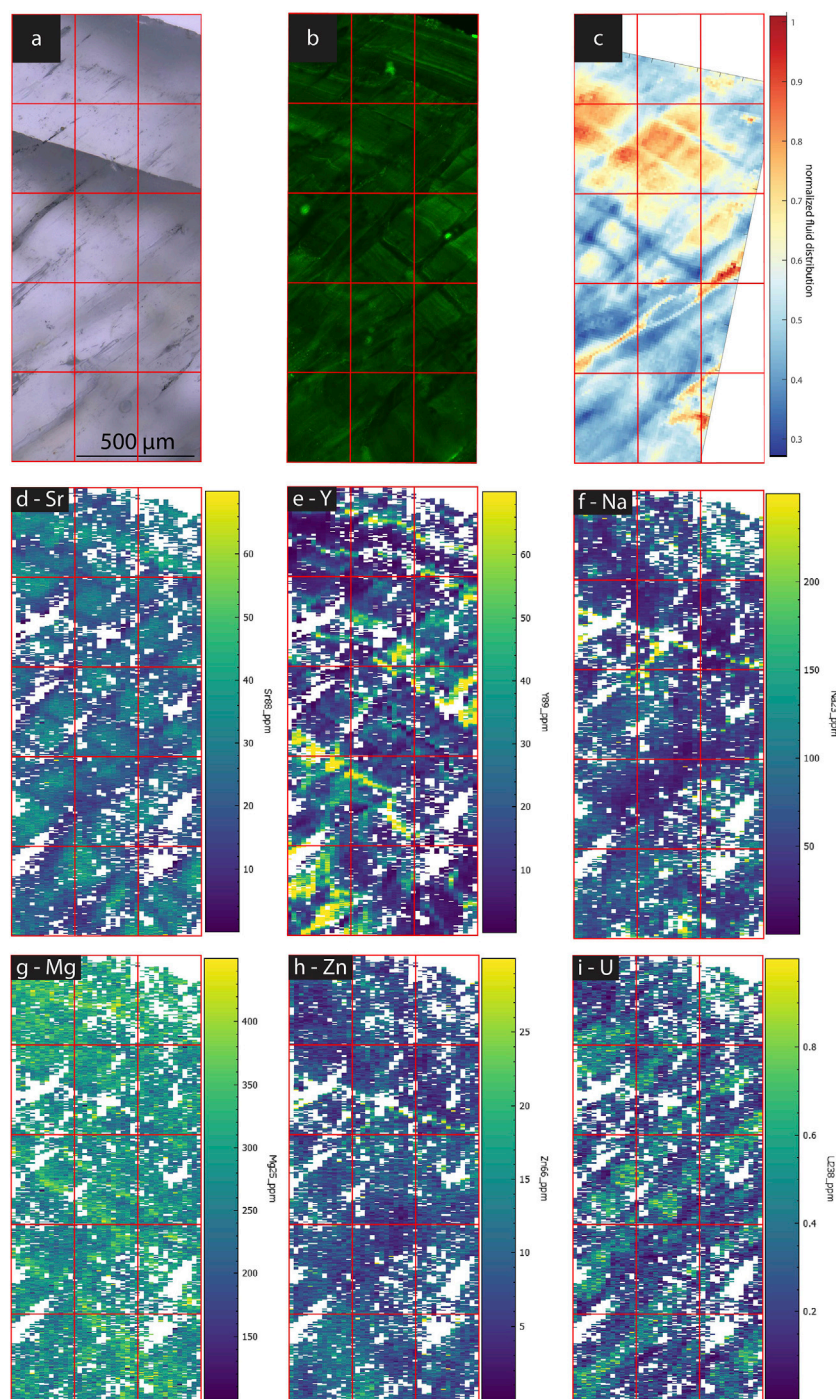 a
b
c
1
0.9
0.8
0.7
0.6
0.5
0.4
0.3
normalized fluid distribution
500 µm
d - Sr
60
50
40
30
20
10
Sr88_ppm
e - Y
60
50
40
30
20
10
Y89_ppm
f - Na
200
150
100
50
Na23_ppm
g - Mg
400
350
300
250
200
150
Mg25_ppm
h - Zn
25
20
15
10
5
Zn66_ppm
i - U
0.8
0.6
0.4
0.2
U238_ppm